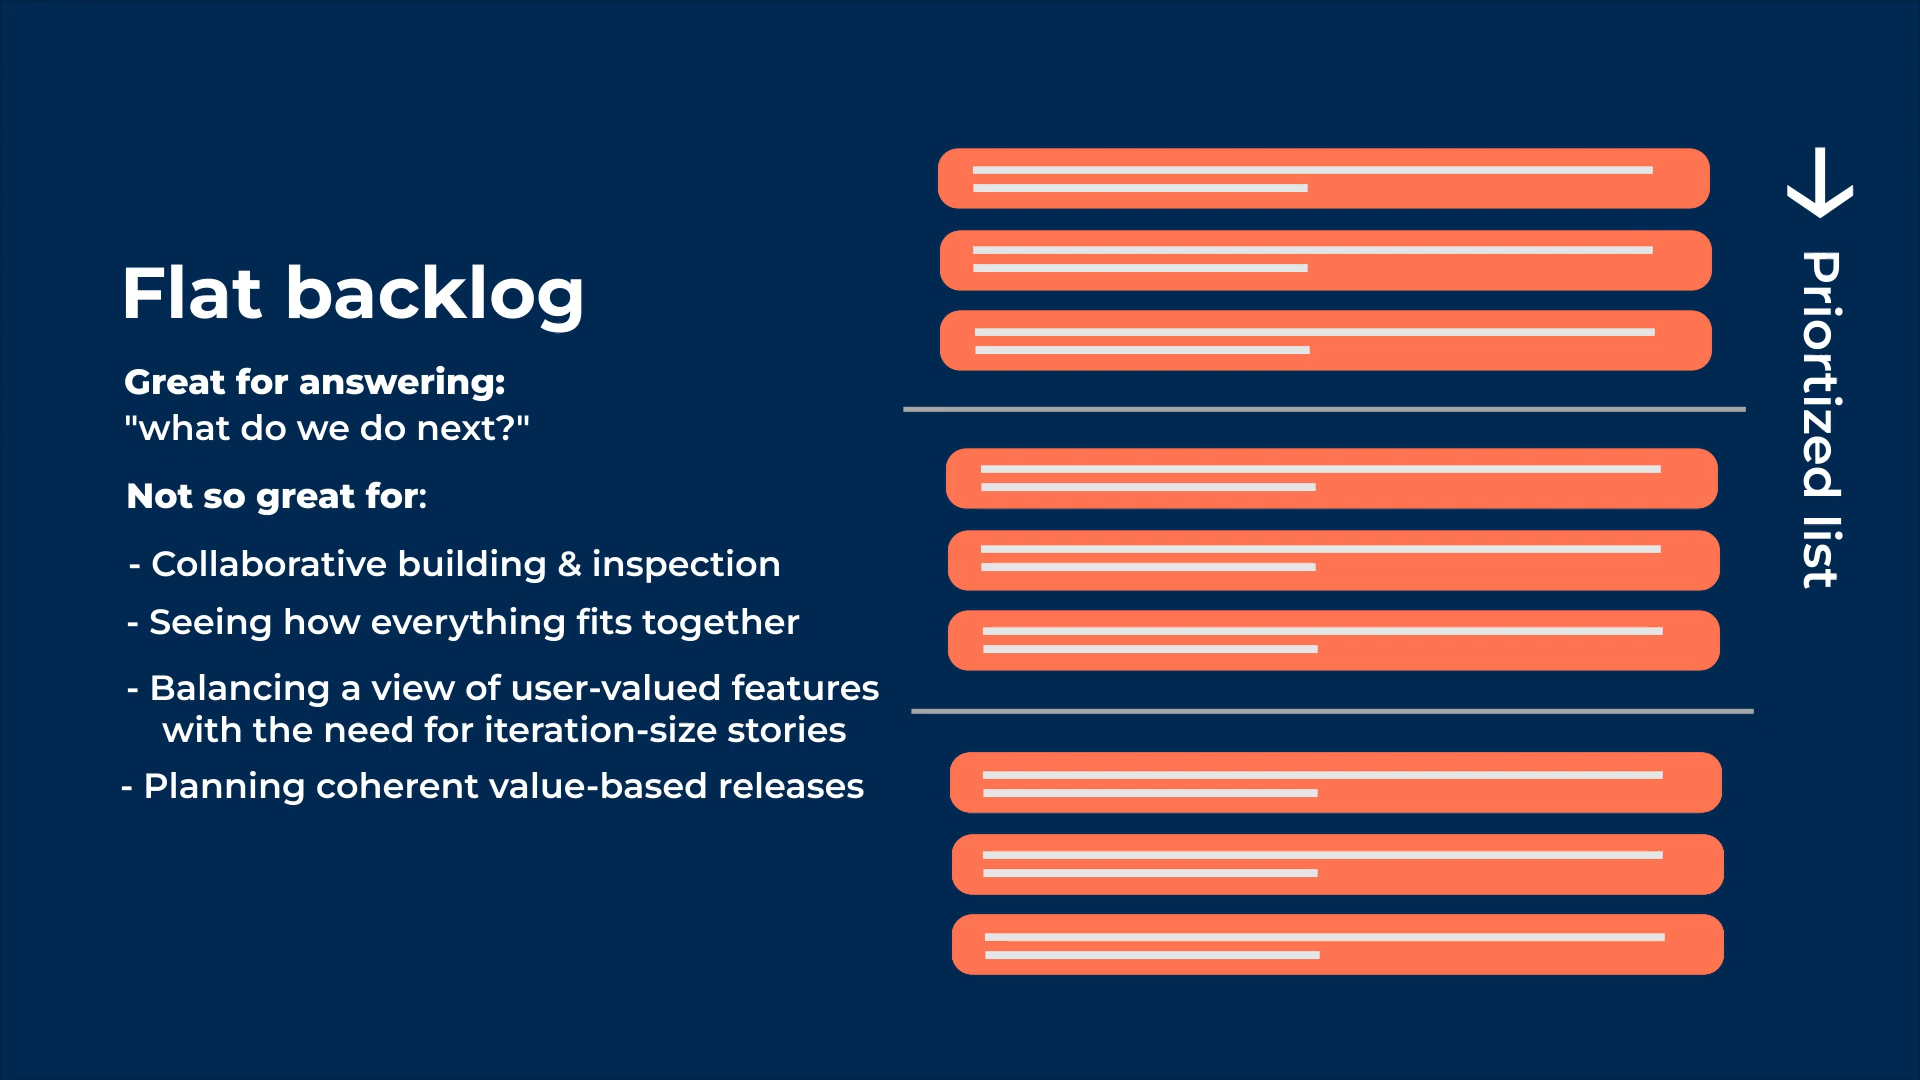 Flat backlog
Great for answering:
"what do we do next?"
Not so great for:
- Collaborative building & inspection
- Seeing how everything fits together
- Balancing a view of user-valued features
with the need for iteration-size stories
- Planning coherent value-based releases
Priortized list